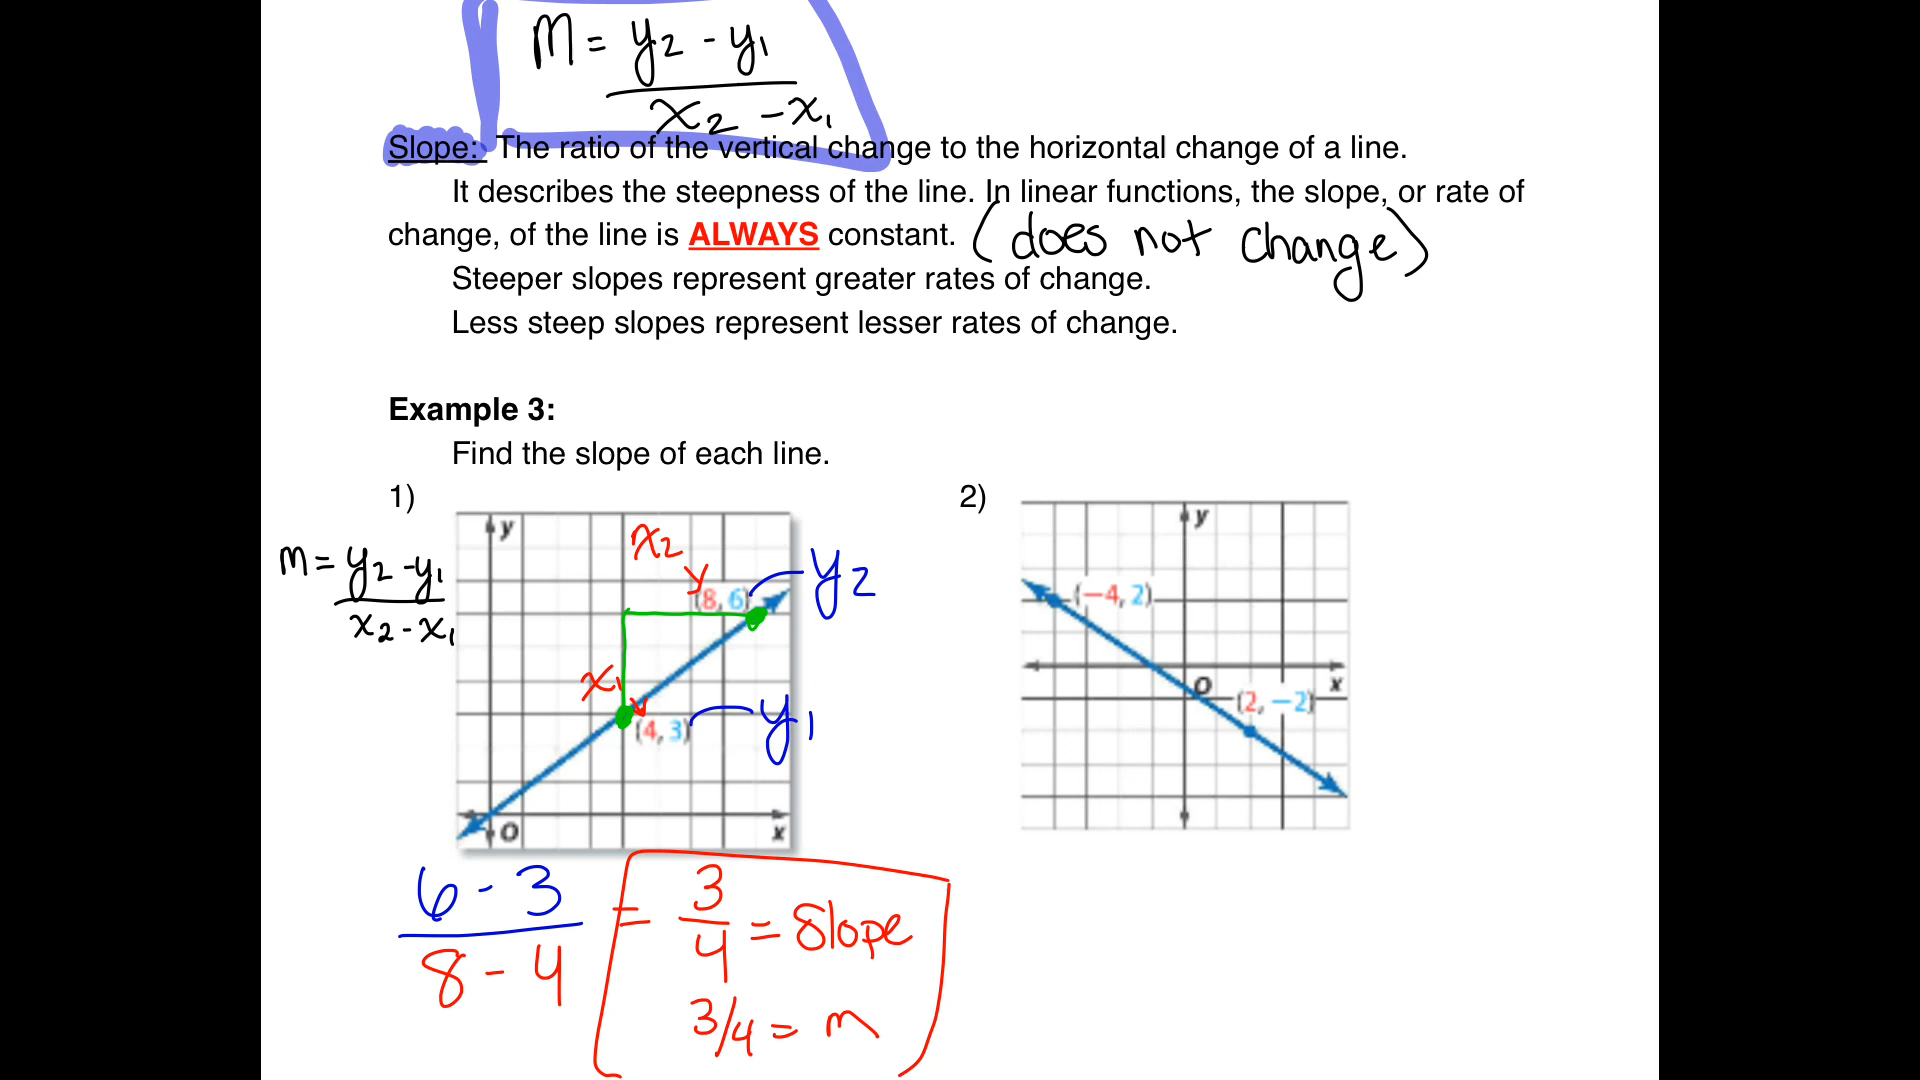 m = y2 - y1
x2 - x1
Slope: The ratio of the vertical change to the horizontal change of a line.
It describes the steepness of the line. In linear functions, the slope, or rate of
change, of the line is ALWAYS constant. (does not change)
Steeper slopes represent greater rates of change.
Less steep slopes represent lesser rates of change.
Example 3:
Find the slope of each line.
1)
m = y2 - y1
x2 - x1
y
x2
(8, 6)
y2
x1
(4, 3)
y1
O
x
6 - 3
8 - 4
= 3
4
= Slope
3/4 = m
2)
y
(−4, 2)
O
x
(2, −2)